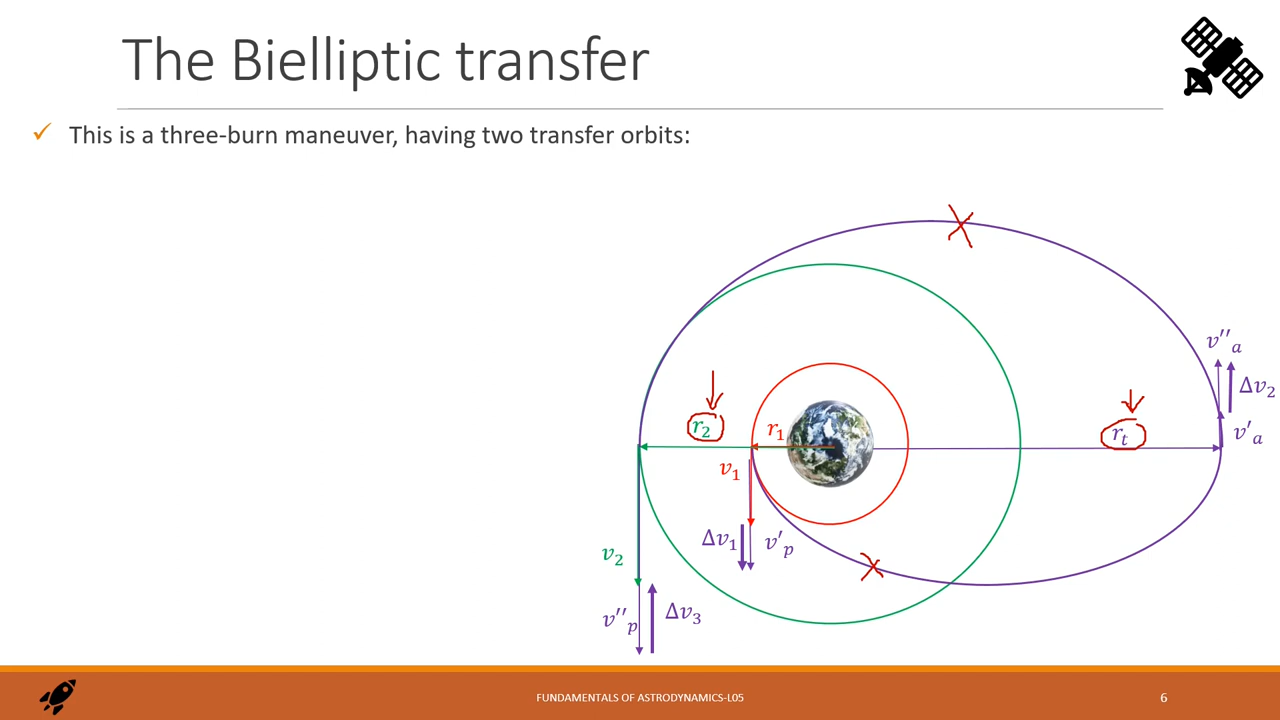 The Bielliptic transfer
This is a three-burn maneuver, having two transfer orbits:
v''ₐ
Δv₂
v'ₐ
r₂
r₁
rₜ
v₁
Δv₁
v'ₚ
v₂
v''ₚ
Δv₃
FUNDAMENTALS OF ASTRODYNAMICS-L05
6